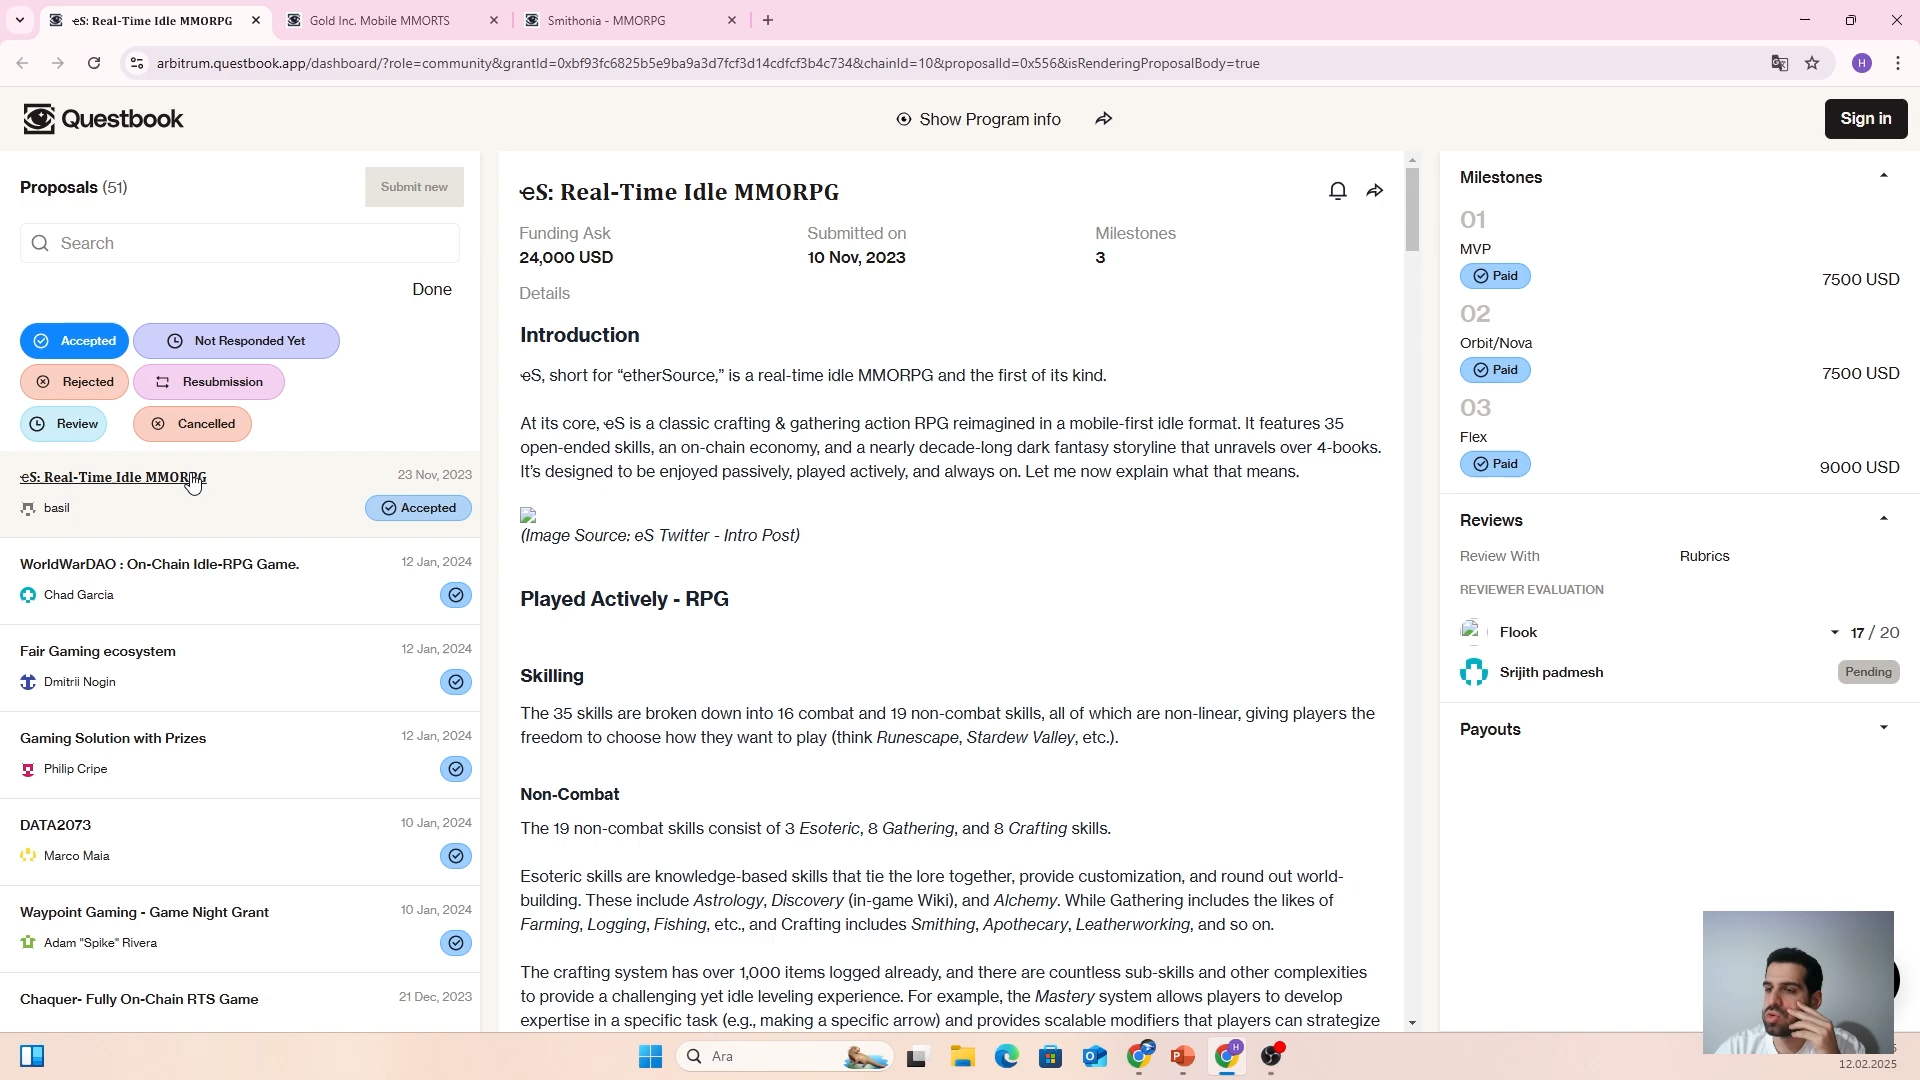 ҽS: Real-Time Idle MMORPG
Gold Inc. Mobile MMORTS
Smithonia - MMORPG
arbitrum.questbook.app/dashboard/?role=community&grantId=0xbf93fc6825b5e9ba9a3d7fcf3d14cdfcf3b4c734&chainId=10&proposalId=0x556&isRenderingProposalBody=true
H
Questbook
Show Program info
Sign in
Proposals (51)
Submit new
Search
Done
Accepted
Not Responded Yet
Rejected
Resubmission
Review
Cancelled
ҽS: Real-Time Idle MMORPG
23 Nov, 2023
basil
Accepted
WorldWarDAO : On-Chain Idle-RPG Game.
12 Jan, 2024
Chad Garcia
Fair Gaming ecosystem
12 Jan, 2024
Dmitrii Nogin
Gaming Solution with Prizes
12 Jan, 2024
Philip Cripe
DATA2073
10 Jan, 2024
Marco Maia
Waypoint Gaming - Game Night Grant
10 Jan, 2024
Adam "Spike" Rivera
Chaquer- Fully On-Chain RTS Game
21 Dec, 2023
ҽS: Real-Time Idle MMORPG
Funding Ask
24,000 USD
Submitted on
10 Nov, 2023
Milestones
3
Details
Introduction
ҽS, short for “etherSource,” is a real-time idle MMORPG and the first of its kind.
At its core, ҽS is a classic crafting & gathering action RPG reimagined in a mobile-first idle format. It features 35
open-ended skills, an on-chain economy, and a nearly decade-long dark fantasy storyline that unravels over 4-books.
It’s designed to be enjoyed passively, played actively, and always on. Let me now explain what that means.
(Image Source: eS Twitter - Intro Post)
Played Actively - RPG
Skilling
The 35 skills are broken down into 16 combat and 19 non-combat skills, all of which are non-linear, giving players the
freedom to choose how they want to play (think Runescape, Stardew Valley, etc.).
Non-Combat
The 19 non-combat skills consist of 3 Esoteric, 8 Gathering, and 8 Crafting skills.
Esoteric skills are knowledge-based skills that tie the lore together, provide customization, and round out world-
building. These include Astrology, Discovery (in-game Wiki), and Alchemy. While Gathering includes the likes of
Farming, Logging, Fishing, etc., and Crafting includes Smithing, Apothecary, Leatherworking, and so on.
The crafting system has over 1,000 items logged already, and there are countless sub-skills and other complexities
to provide a challenging yet idle leveling experience. For example, the Mastery system allows players to develop
expertise in a specific task (e.g., making a specific arrow) and provides scalable modifiers that players can strategize
Milestones
01
MVP
Paid
7500 USD
02
Orbit/Nova
Paid
7500 USD
03
Flex
Paid
9000 USD
Reviews
Review With
Rubrics
REVIEWER EVALUATION
Flook
17 / 20
Srijith padmesh
Pending
Payouts
Ara
12.02.2025